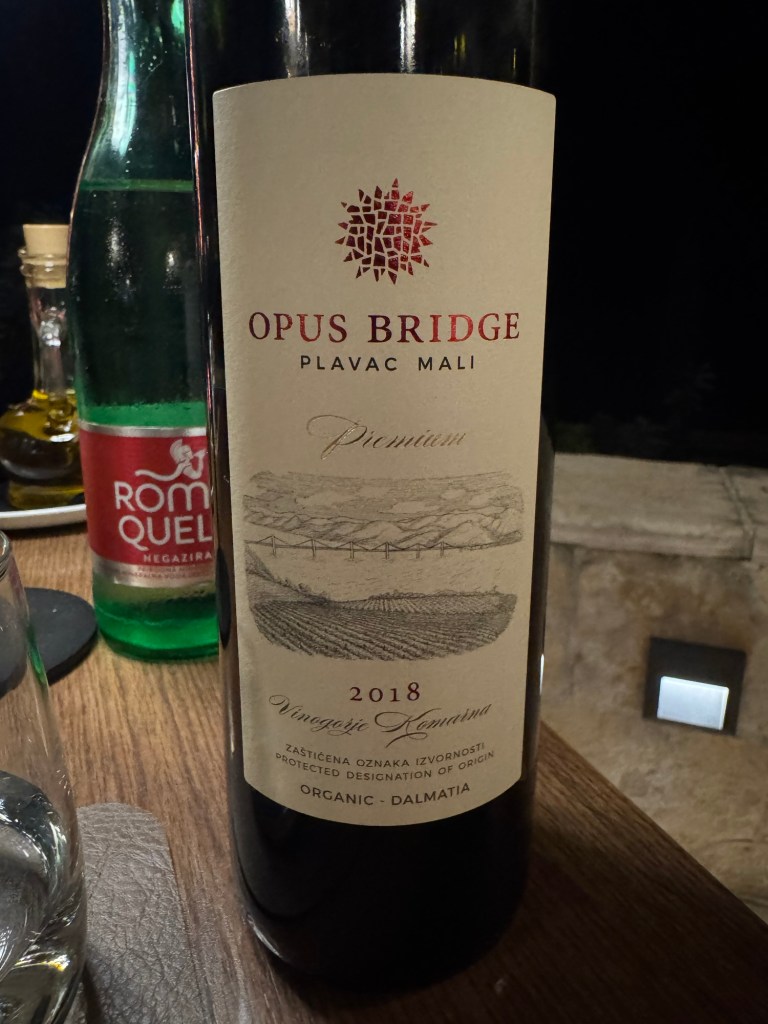 OPUS BRIDGE
PLAVAC MALI
Premium
2018
Vinogorje Komarna
ZAŠTIĆENA OZNAKA IZVORNOSTI
PROTECTED DESIGNATION OF ORIGIN
ORGANIC - DALMATIA
ROM
QUEL
NEGAZIRA